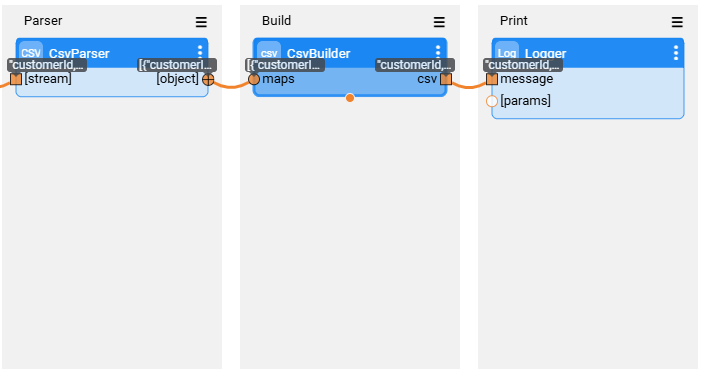 Parser
CSV CsvParser
"customerId,...
[{"customerI...
[stream]
[object]
Build
csv CsvBuilder
[{"customerI...
"customerId,...
maps
csv
Print
Log Logger
"customerId,...
message
[params]